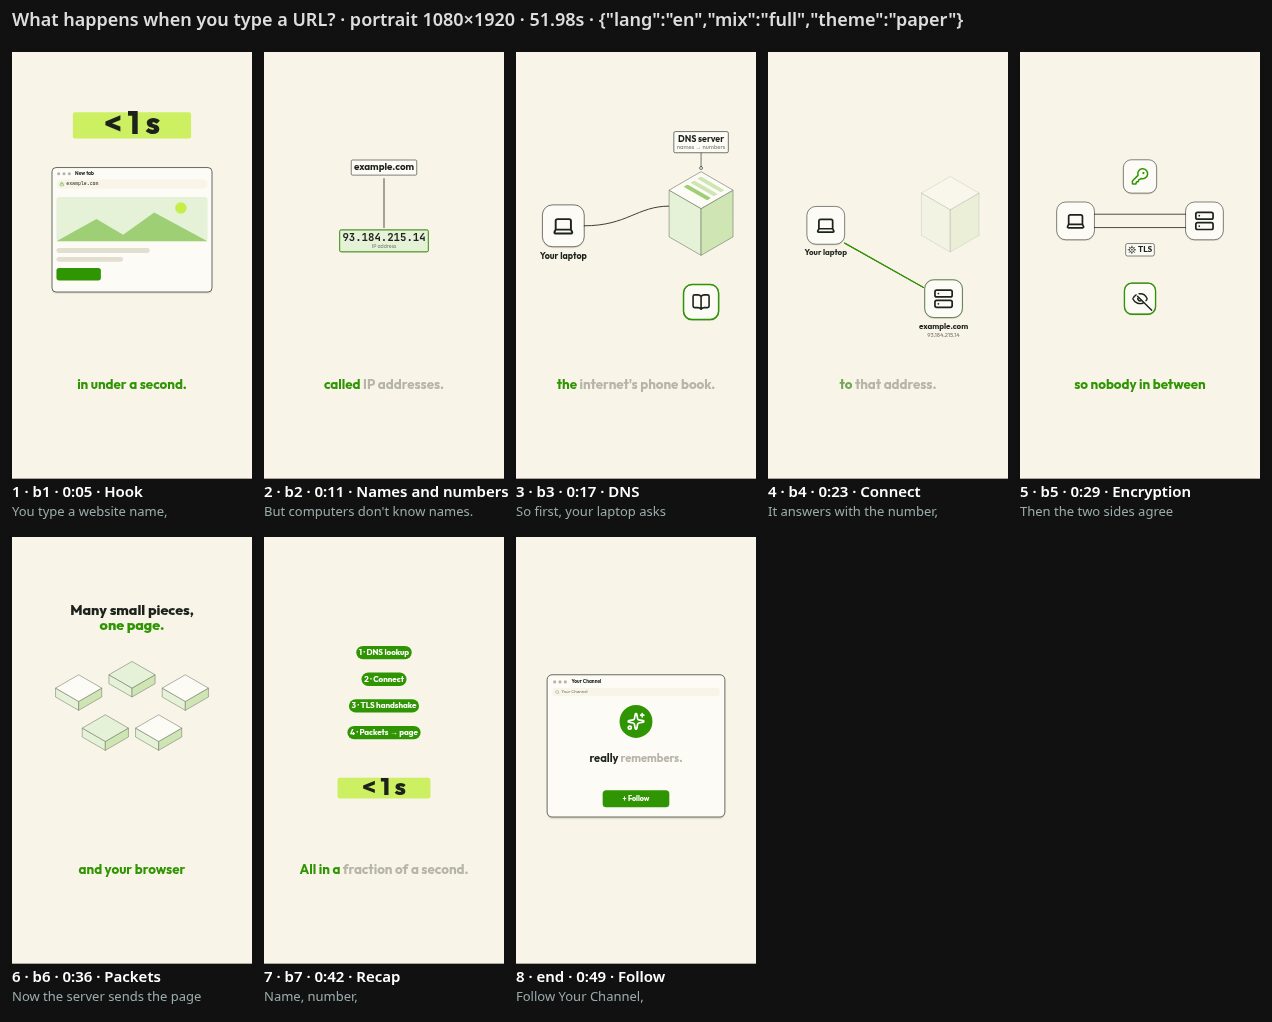 What happens when you type a URL? · portrait 1080×1920 · 51.98s · {"lang":"en","mix":"full","theme":"paper"}
<1s
New tab
example.com
in under a second.
1 · b1 · 0:05 · Hook
You type a website name,
example.com
93.184.215.14
IP address
called IP addresses.
2 · b2 · 0:11 · Names and numbers
But computers don't know names.
DNS server
names → numbers
Your laptop
the internet's phone book.
3 · b3 · 0:17 · DNS
So first, your laptop asks
Your laptop
example.com
93.184.215.14
to that address.
4 · b4 · 0:23 · Connect
It answers with the number,
TLS
so nobody in between
5 · b5 · 0:29 · Encryption
Then the two sides agree
Many small pieces,
one page.
and your browser
6 · b6 · 0:36 · Packets
Now the server sends the page
1 · DNS lookup
2 · Connect
3 · TLS handshake
4 · Packets → page
<1s
All in a fraction of a second.
7 · b7 · 0:42 · Recap
Name, number,
Your Channel
Your Channel
really remembers.
+ Follow
8 · end · 0:49 · Follow
Follow Your Channel,